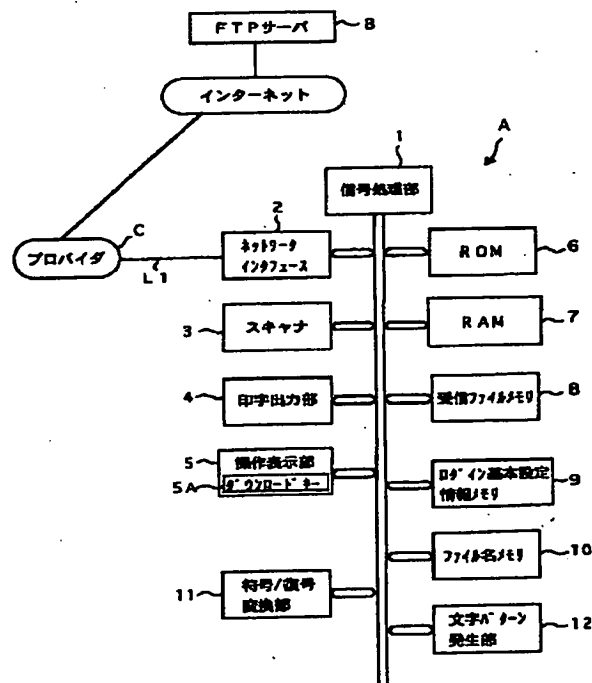 FTPサーバ
B
インターネット
A
1
信号処理部
2
C
ネットワータ
インタフェース
ROM
6
プロバイダ
L1
3
スキャナ
RAM
7
4
印字出力部
受信ファイルメモリ
8
5
操作表示部
5A
ダウンロードキー
ログイン基本設定
情報メモリ
9
ファイル名メモリ
10
11
符号/復号
変換部
文字パターン
発生部
12